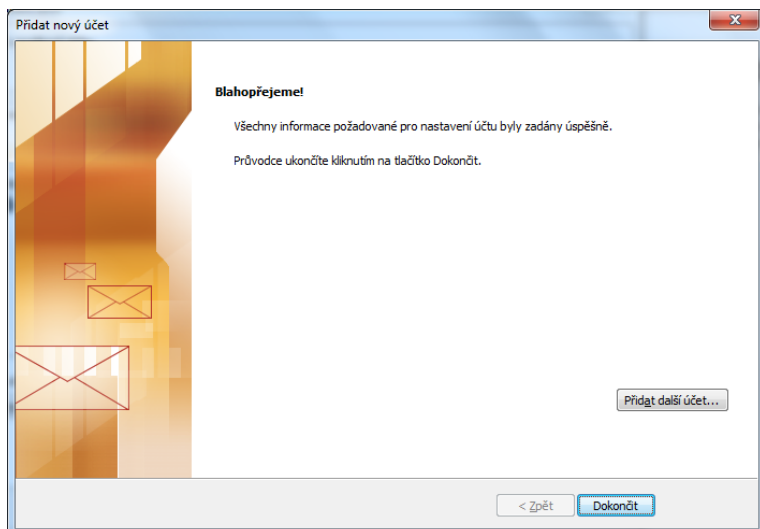 Přidat nový účet
Blahopřejeme!
Všechny informace požadované pro nastavení účtu byly zadány úspěšně.
Průvodce ukončíte kliknutím na tlačítko Dokončit.
Přidat další účet...
< Zpět
Dokončit